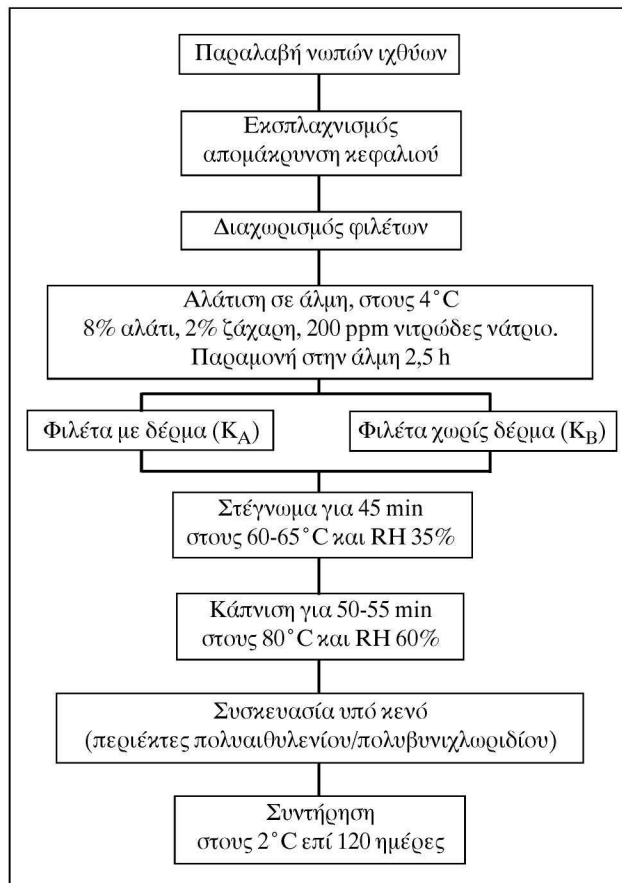 Παραλαβή νωπών ιχθύων
Εκσπλαχνισμός
απομάκρυνση κεφαλιού
Διαχωρισμός φιλέτων
Αλάτιση σε άλμη, στους 4˚C
8% αλάτι, 2% ζάχαρη, 200 ppm νιτρώδες νάτριο.
Παραμονή στην άλμη 2,5 h
Φιλέτα με δέρμα (KA)
Φιλέτα χωρίς δέρμα (KB)
Στέγνωμα για 45 min
στους 60-65˚C και RH 35%
Κάπνιση για 50-55 min
στους 80˚C και RH 60%
Συσκευασία υπό κενό
(περιέκτες πολυαιθυλενίου/πολυβυνιχλωριδίου)
Συντήρηση
στους 2˚C επί 120 ημέρες